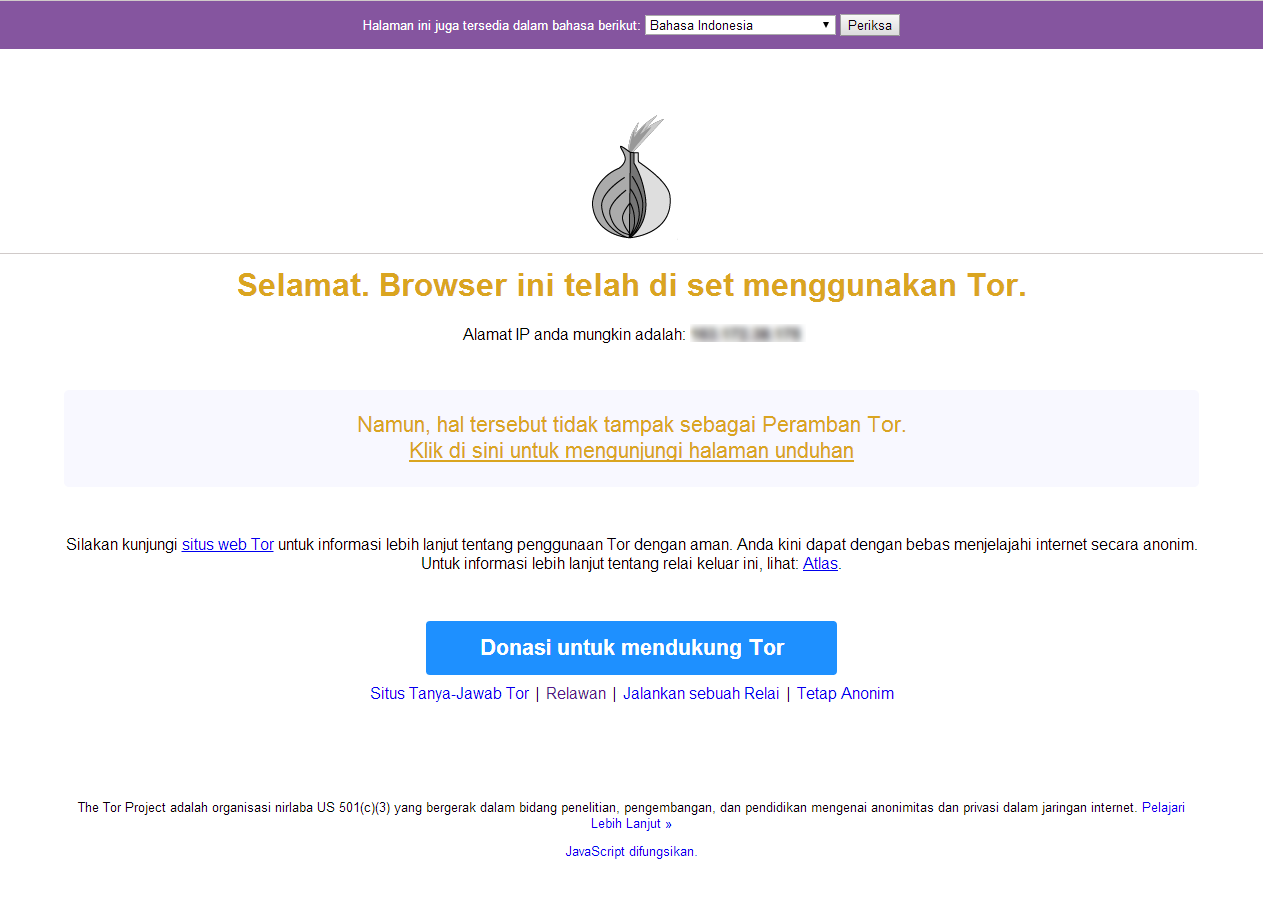 Halaman ini juga tersedia dalam bahasa berikut: Bahasa Indonesia Periksa
Selamat. Browser ini telah di set menggunakan Tor.
Alamat IP anda mungkin adalah:
Namun, hal tersebut tidak tampak sebagai Peramban Tor.
Klik di sini untuk mengunjungi halaman unduhan
Silakan kunjungi situs web Tor untuk informasi lebih lanjut tentang penggunaan Tor dengan aman. Anda kini dapat dengan bebas menjelajahi internet secara anonim.
Untuk informasi lebih lanjut tentang relai keluar ini, lihat: Atlas.
Donasi untuk mendukung Tor
Situs Tanya-Jawab Tor | Relawan | Jalankan sebuah Relai | Tetap Anonim
The Tor Project adalah organisasi nirlaba US 501(c)(3) yang bergerak dalam bidang penelitian, pengembangan, dan pendidikan mengenai anonimitas dan privasi dalam jaringan internet. Pelajari
Lebih Lanjut »
JavaScript difungsikan.